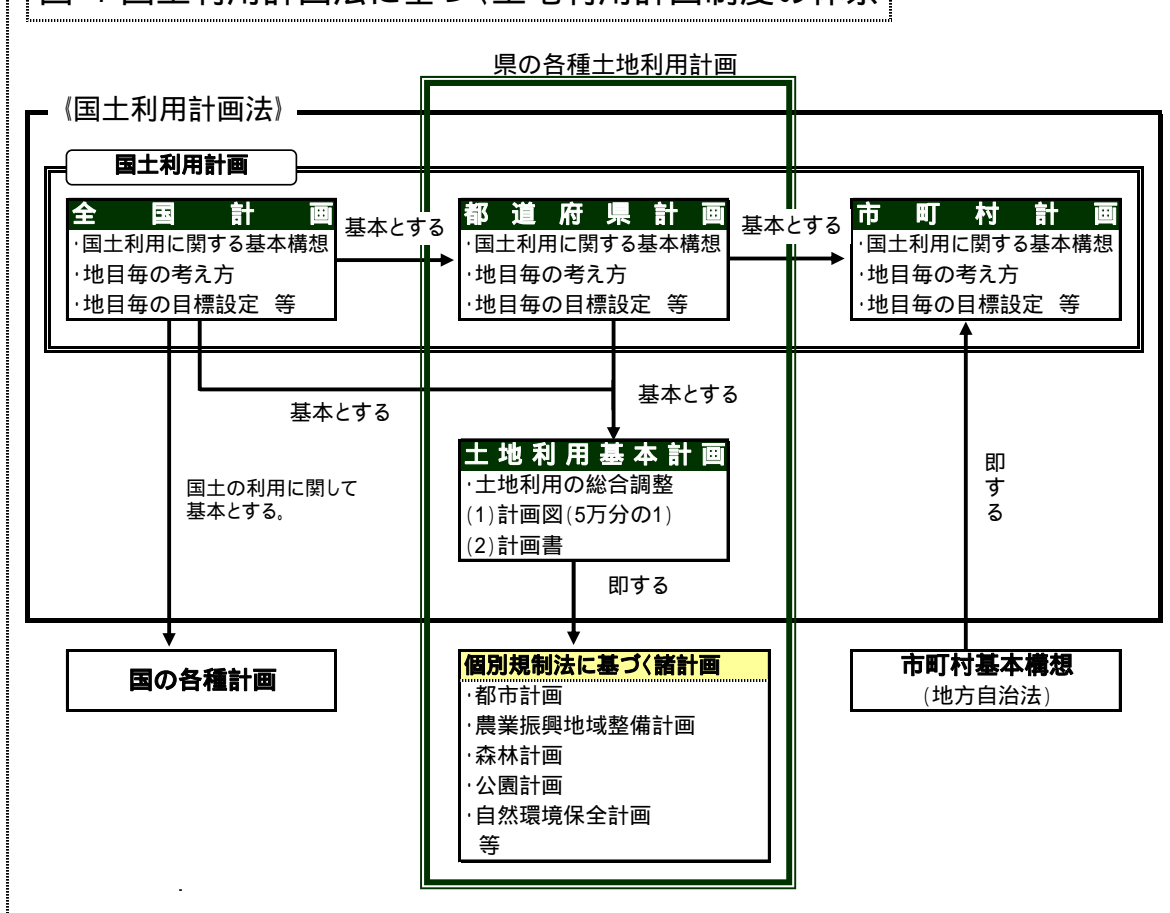 県の各種土地利用計画
《国土利用計画法》
国土利用計画
全国計画
・国土利用に関する基本構想
・地目毎の考え方
・地目毎の目標設定 等
基本とする
都道府県計画
・国土利用に関する基本構想
・地目毎の考え方
・地目毎の目標設定 等
基本とする
市町村計画
・国土利用に関する基本構想
・地目毎の考え方
・地目毎の目標設定 等
基本とする
基本とする
国土の利用に関して
基本とする。
土地利用基本計画
・土地利用の総合調整
(1)計画図(5万分の1)
(2)計画書
即する
即する
国の各種計画
個別規制法に基づく諸計画
・都市計画
・農業振興地域整備計画
・森林計画
・公園計画
・自然環境保全計画
等
市町村基本構想
(地方自治法)